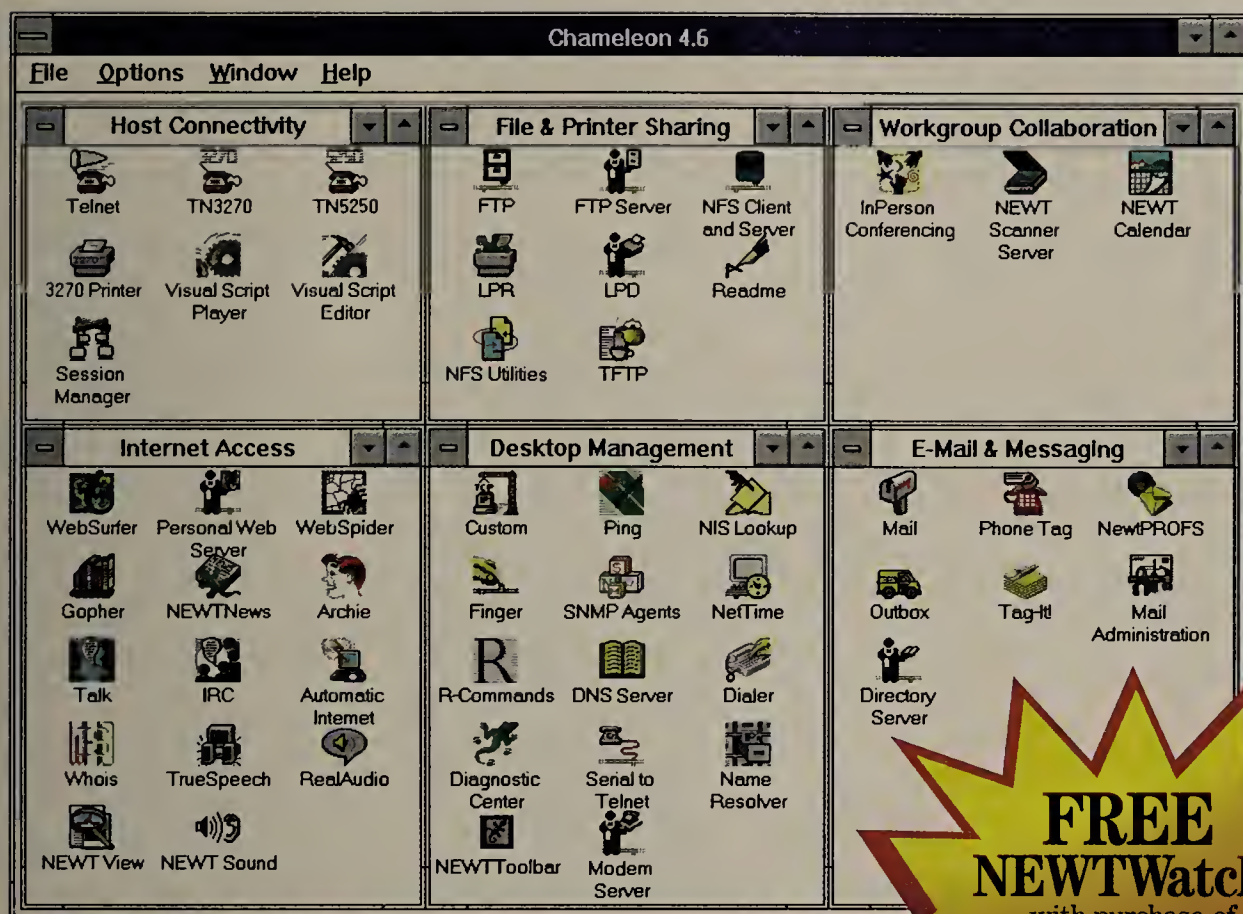 Chameleon 4.6
File Options Window Help
Host Connectivity
Telnet TN3270 TN5250
3270 Printer Visual Script Player Visual Script Editor
Session Manager
File & Printer Sharing
FTP FTP Server NFS Client and Server
LPR LPD Readme
NFS Utilities TFTP
Workgroup Collaboration
InPerson Conferencing NEWT Scanner Server NEWT Calendar
Internet Access
WebSurfer Personal Web Server WebSpider
Gopher NEWTNews Archie
Talk IRC Automatic Internet
Whois TrueSpeech RealAudio
NEWT View NEWT Sound
Desktop Management
Custom Ping NIS Lookup
Finger SNMP Agents NetTime
R-Commands DNS Server Dialer
Diagnostic Center Serial to Telnet Name Resolver
NEWTToolbar Modem Server
E-Mail & Messaging
Mail Phone Tag NewtPROFS
Outbox Tag-It! Mail Administration
Directory Server
FREE
NEWTWatch
with purchase of